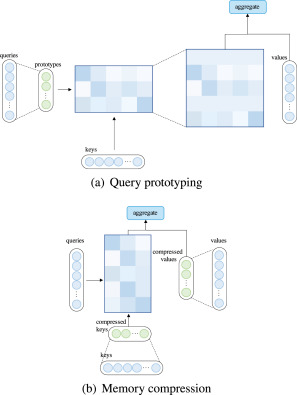 aggregate
queries
prototypes
values
keys
(a) Query prototyping
aggregate
queries
compressed
values
values
compressed
keys
keys
(b) Memory compression